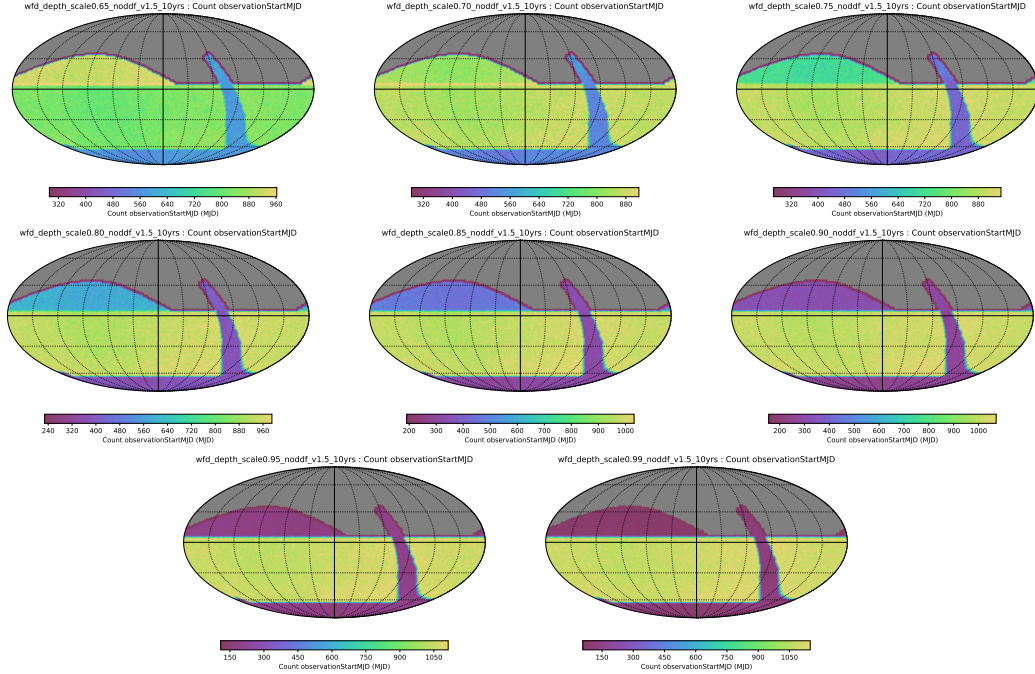 wfd_depth_scale0.65_noddf_v1.5_10yrs : Count observationStartMJD
wfd_depth_scale0.70_noddf_v1.5_10yrs : Count observationStartMJD
wfd_depth_scale0.75_noddf_v1.5_10yrs : Count observationStartMJD
320 400 480 560 640 720 800 880 960
Count observationStartMJD (MJD)
320 400 480 560 640 720 800 880
Count observationStartMJD (MJD)
320 400 480 560 640 720 800 880
Count observationStartMJD (MJD)
wfd_depth_scale0.80_noddf_v1.5_10yrs : Count observationStartMJD
wfd_depth_scale0.85_noddf_v1.5_10yrs : Count observationStartMJD
wfd_depth_scale0.90_noddf_v1.5_10yrs : Count observationStartMJD
240 320 400 480 560 640 720 800 880 960
Count observationStartMJD (MJD)
200 300 400 500 600 700 800 900 1000
Count observationStartMJD (MJD)
200 300 400 500 600 700 800 900 1000
Count observationStartMJD (MJD)
wfd_depth_scale0.95_noddf_v1.5_10yrs : Count observationStartMJD
wfd_depth_scale0.99_noddf_v1.5_10yrs : Count observationStartMJD
150 300 450 600 750 900 1050
Count observationStartMJD (MJD)
150 300 450 600 750 900 1050
Count observationStartMJD (MJD)